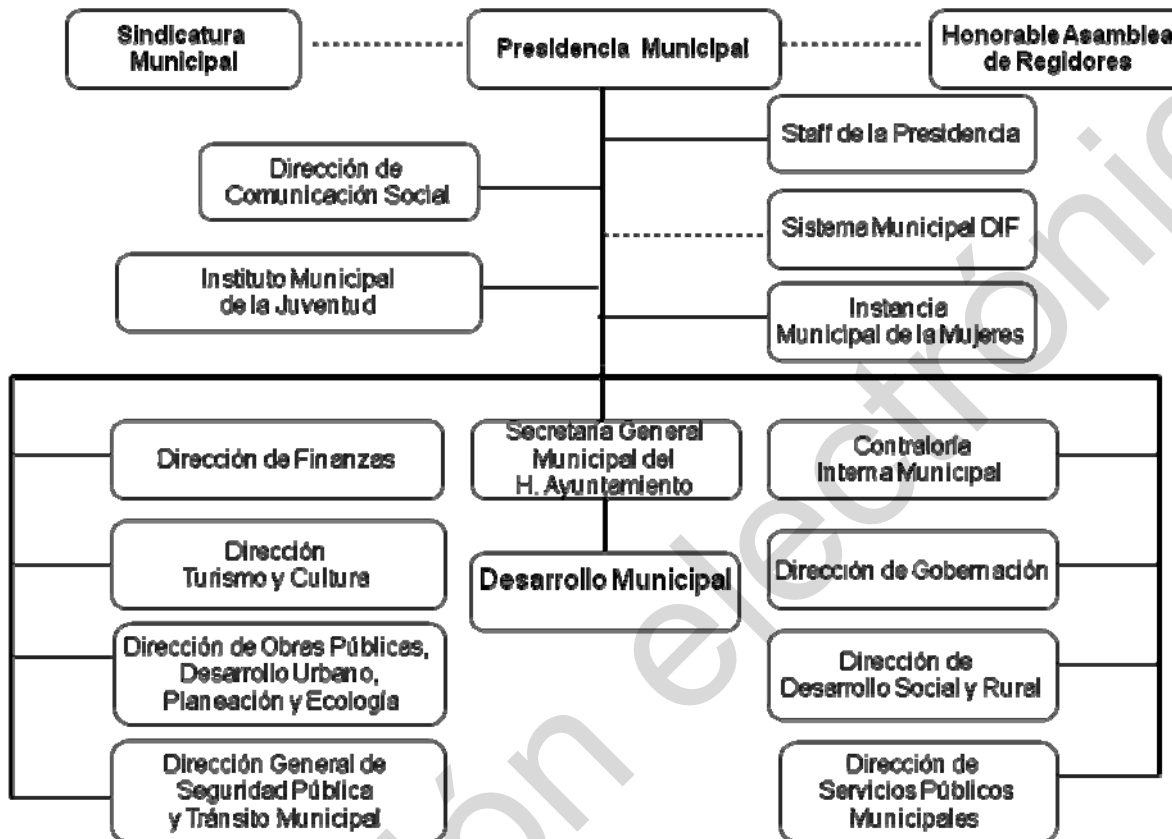 Sindicatura
Municipal
Presidencia Municipal
Honorable Asamblea
de Regidores
Staff de la Presidencia
Dirección de
Comunicación Social
Sistema Municipal DIF
Instituto Municipal
de la Juventud
Instancia
Municipal de la Mujeres
Dirección de Finanzas
Secretaría General
Municipal del
H. Ayuntamiento
Contraloría
Interna Municipal
Dirección
Turismo y Cultura
Desarrollo Municipal
Dirección de Gobernación
Dirección de Obras Públicas,
Desarrollo Urbano,
Planeación y Ecología
Dirección de
Desarrollo Social y Rural
Dirección General de
Seguridad Pública
y Tránsito Municipal
Dirección de
Servicios Públicos
Municipales